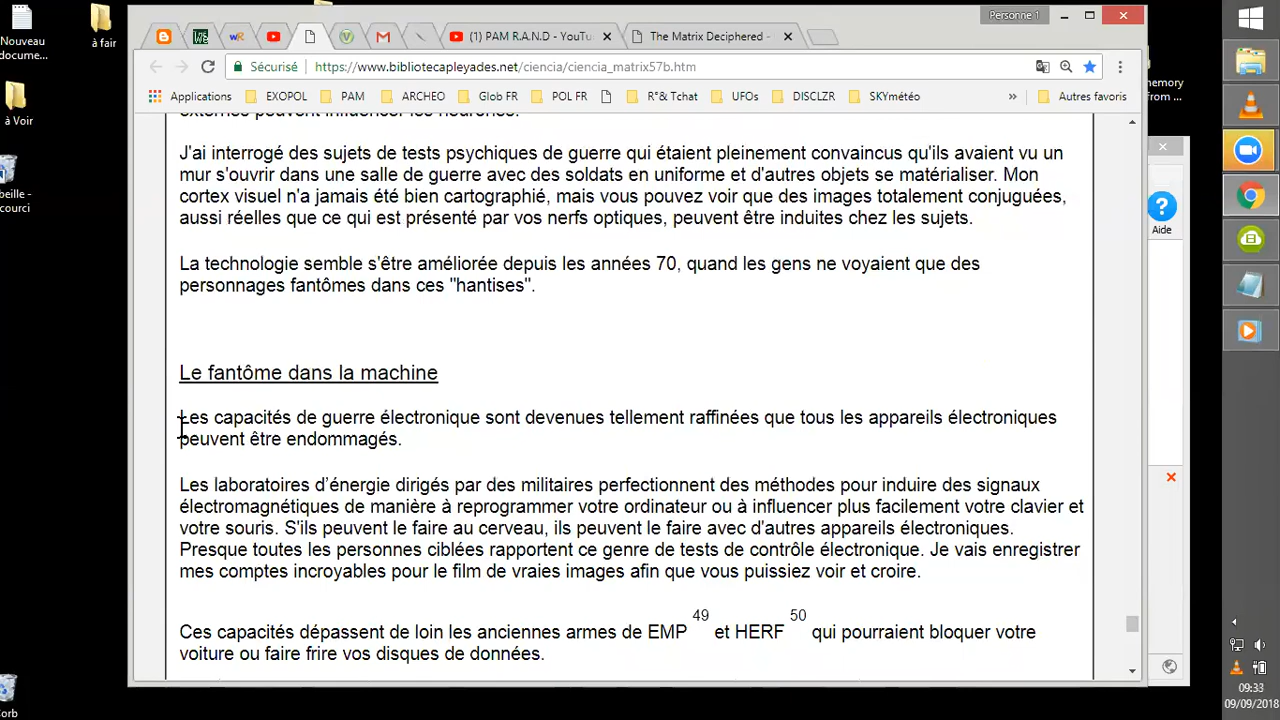 Nouveau
docume...
à fair
à Voir
beille -
courci
Corb
Personne 1
(1) PAM R.A.N.D - YouTu
The Matrix Deciphered -
Sécurisé
https://www.bibliotecapleyades.net/ciencia/ciencia_matrix57b.htm
Applications
EXOPOL
PAM
ARCHEO
Glob FR
POL FR
R°& Tchat
UFOs
DISCLZR
SKYmétéo
»
Autres favoris
externes peuvent influencer les neurones.
J'ai interrogé des sujets de tests psychiques de guerre qui étaient pleinement convaincus qu'ils avaient vu un
mur s'ouvrir dans une salle de guerre avec des soldats en uniforme et d'autres objets se matérialiser. Mon
cortex visuel n'a jamais été bien cartographié, mais vous pouvez voir que des images totalement conjuguées,
aussi réelles que ce qui est présenté par vos nerfs optiques, peuvent être induites chez les sujets.
La technologie semble s'être améliorée depuis les années 70, quand les gens ne voyaient que des
personnages fantômes dans ces "hantises".
Le fantôme dans la machine
Les capacités de guerre électronique sont devenues tellement raffinées que tous les appareils électroniques
peuvent être endommagés.
Les laboratoires d'énergie dirigés par des militaires perfectionnent des méthodes pour induire des signaux
électromagnétiques de manière à reprogrammer votre ordinateur ou à influencer plus facilement votre clavier et
votre souris. S'ils peuvent le faire au cerveau, ils peuvent le faire avec d'autres appareils électroniques.
Presque toutes les personnes ciblées rapportent ce genre de tests de contrôle électronique. Je vais enregistrer
mes comptes incroyables pour le film de vraies images afin que vous puissiez voir et croire.
Ces capacités dépassent de loin les anciennes armes de EMP 49 et HERF 50 qui pourraient bloquer votre
voiture ou faire frire vos disques de données.
memory
from ...
Aide
09:33
09/09/2018